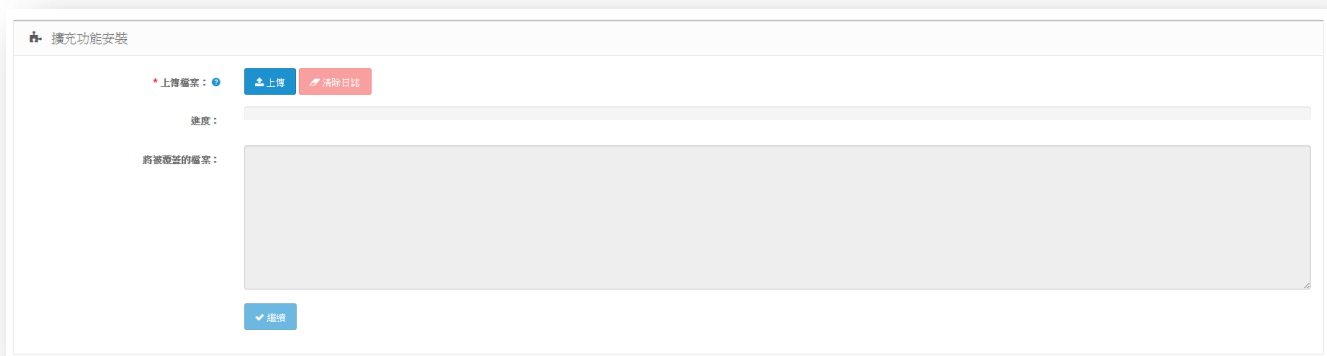 擴充功能安裝
* 上傳檔案：
上傳
清除日誌
進度：
將被覆蓋的檔案：
繼續